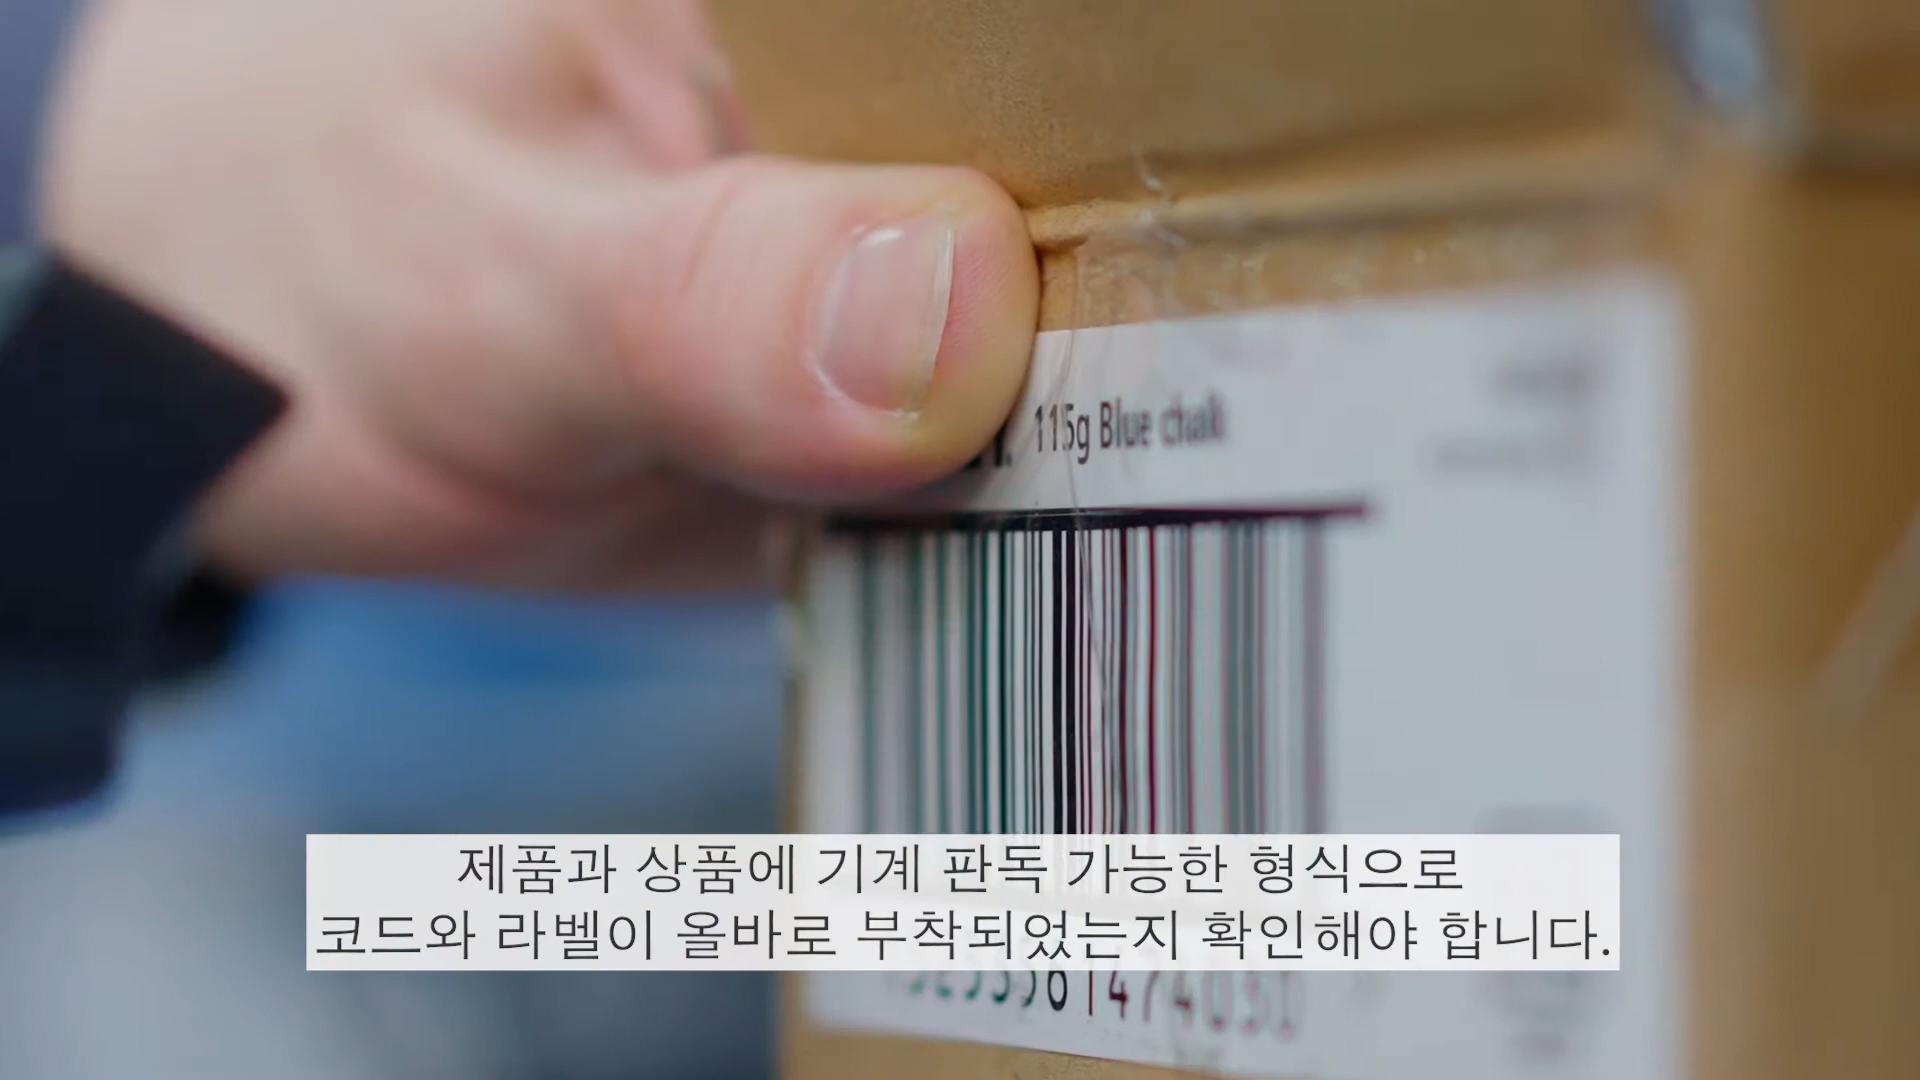 115g Blue chalk
제품과 상품에 기계 판독 가능한 형식으로
코드와 라벨이 올바로 부착되었는지 확인해야 합니다.